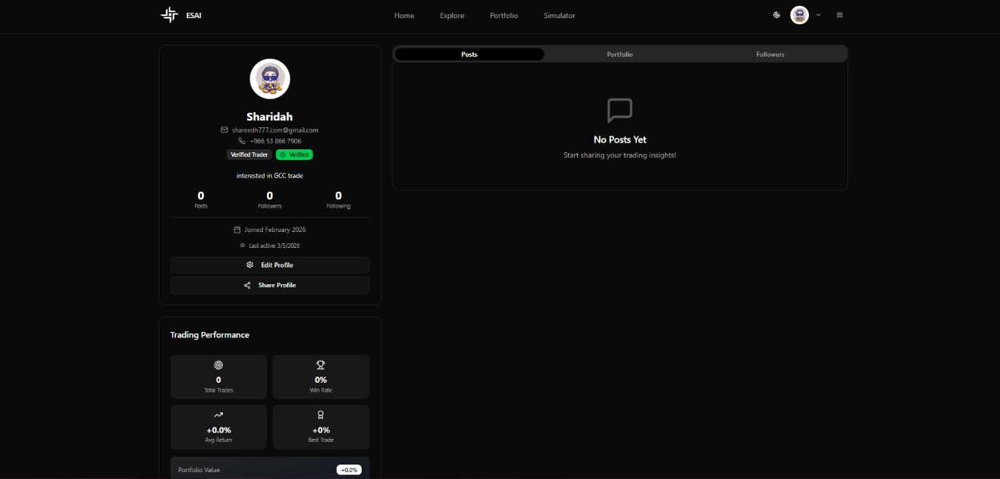 ESAI
Home Explore Portfolio Simulator
Sharidah
shareedh777.com@gmail.com
+966 53 866 7906
Verified Trader Verified
interested in GCC trade
0 0 0
Posts Followers Following
Joined February 2026
Last active: 3/5/2026
Edit Profile
Share Profile
Trading Performance
0 0%
Total Trades Win Rate
+0.0% +0%
Avg Return Best Trade
Portfolio Value +0.0%
Posts Portfolio Followers
No Posts Yet
Start sharing your trading insights!